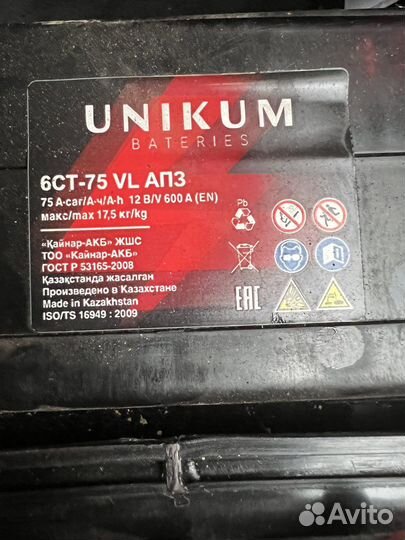 UNIKUM
BATERIES
6СТ-75 VL АПЗ
75 А·сағ/А·ч/A·h 12 В/V 600 A (EN)
макс/max 17,5 кг/kg
«Қайнар-АКБ» ЖШС
ТОО «Кайнар-АКБ»
ГОСТ Р 53165-2008
Қазақстанда жасалған
Произведено в Казахстане
Made in Kazakhstan
ISO/TS 16949 : 2009
Pb
EAC
Avito